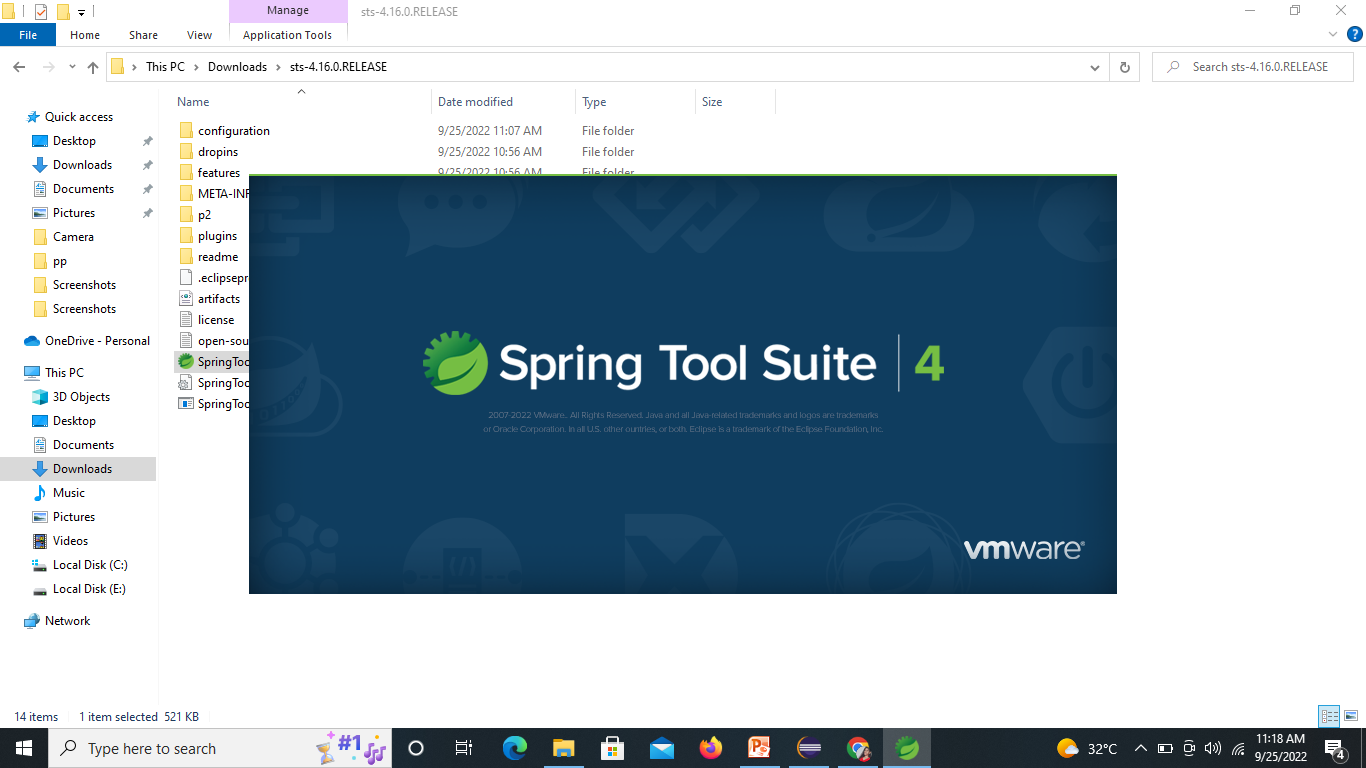 Manage
sts-4.16.0.RELEASE
File
Home
Share
View
Application Tools
This PC
Downloads
sts-4.16.0.RELEASE
Search sts-4.16.0.RELEASE
Name
Date modified
Type
Size
Quick access
Desktop
Downloads
Documents
Pictures
Camera
pp
Screenshots
Screenshots
OneDrive - Personal
This PC
3D Objects
Desktop
Documents
Downloads
Music
Pictures
Videos
Local Disk (C:)
Local Disk (E:)
Network
configuration 9/25/2022 11:07 AM File folder
dropins 9/25/2022 10:56 AM File folder
features 9/25/2022 10:56 AM File folder
META-INF
p2
plugins
readme
.eclipsepr
artifacts
license
open-sou
SpringToo
SpringToo
SpringToo
Spring Tool Suite 4
2007-2022 VMware. All Rights Reserved. Java and all Java-related trademarks and logos are trademarks
or Oracle Corporation. in all U.S. other ountries, or both. Eclipse is a trademark of the Eclipse Foundation, Inc.
vmware®
14 items 1 item selected 521 KB
Type here to search
#1
32°C
11:18 AM
9/25/2022
4